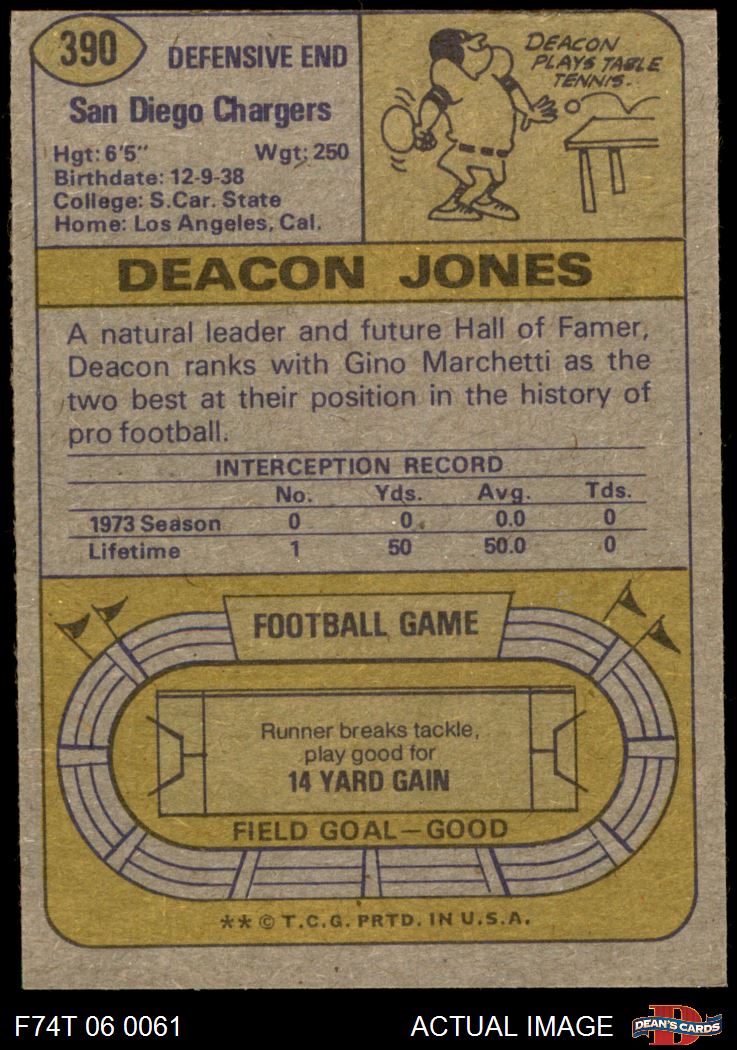 390
DEFENSIVE END
San Diego Chargers
Hgt: 6'5" Wgt: 250
Birthdate: 12-9-38
College: S.Car. State
Home: Los Angeles, Cal.
DEACON
PLAYS TABLE
TENNIS.
DEACON JONES
A natural leader and future Hall of Famer,
Deacon ranks with Gino Marchetti as the
two best at their position in the history of
pro football.
INTERCEPTION RECORD
No. Yds. Avg. Tds.
1973 Season 0 0 0.0 0
Lifetime 1 50 50.0 0
FOOTBALL GAME
Runner breaks tackle,
play good for
14 YARD GAIN
FIELD GOAL—GOOD
** © T.C.G. PRTD. IN U.S.A.
F74T 06 0061 ACTUAL IMAGE
D
DEAN'S CARDS